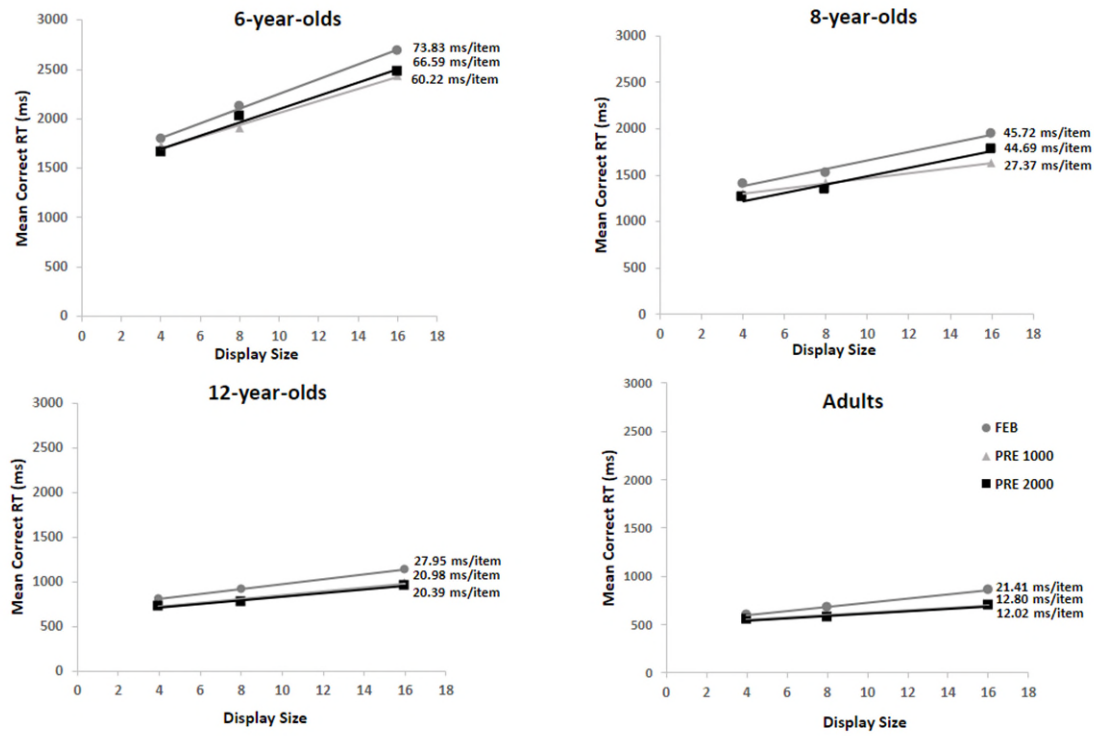 6-year-olds
3000
2500
2000
1500
1000
500
0
Mean Correct RT (ms)
73.83 ms/item
66.59 ms/item
60.22 ms/item
0 2 4 6 8 10 12 14 16 18
Display Size
8-year-olds
3000
2500
2000
1500
1000
500
0
Mean Correct RT (ms)
45.72 ms/item
44.69 ms/item
27.37 ms/item
0 2 4 6 8 10 12 14 16 18
Display Size
12-year-olds
3000
2500
2000
1500
1000
500
0
Mean Correct RT (ms)
27.95 ms/item
20.98 ms/item
20.39 ms/item
0 2 4 6 8 10 12 14 16 18
Display Size
Adults
3000
2500
2000
1500
1000
500
0
Mean Correct RT (ms)
FEB
PRE 1000
PRE 2000
21.41 ms/item
12.80 ms/item
12.02 ms/item
0 2 4 6 8 10 12 14 16 18
Display Size